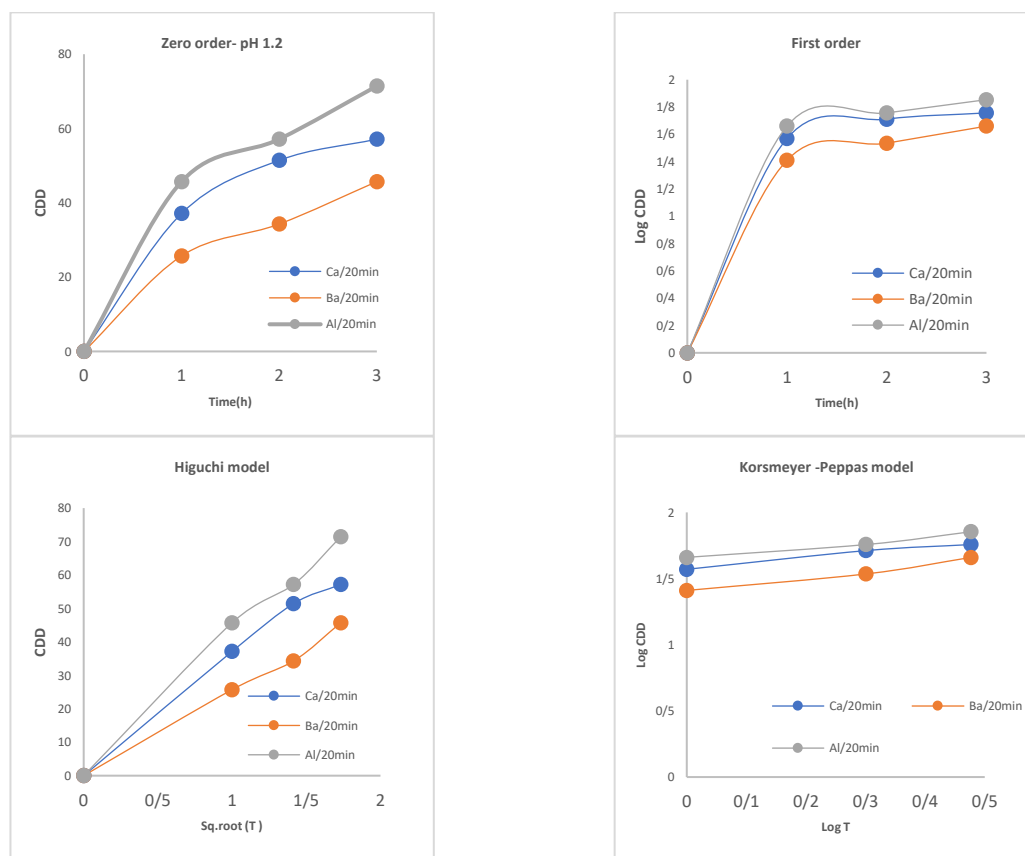 Zero order- pH 1.2
80
60
40
20
0
CDD
0 1 2 3
Time(h)
Ca/20min
Ba/20min
Al/20min
First order
2
1/8
1/6
1/4
1/2
1
0/8
0/6
0/4
0/2
0
Log CDD
0 1 2 3
Time(h)
Ca/20min
Ba/20min
Al/20min
Higuchi model
80
70
60
50
40
30
20
10
0
CDD
0 0/5 1 1/5 2
Sq.root (T )
Ca/20min
Ba/20min
Al/20min
Korsmeyer -Peppas model
2
1/5
1
0/5
0
Log CDD
0 0/1 0/2 0/3 0/4 0/5
Log T
Ca/20min Ba/20min
Al/20min